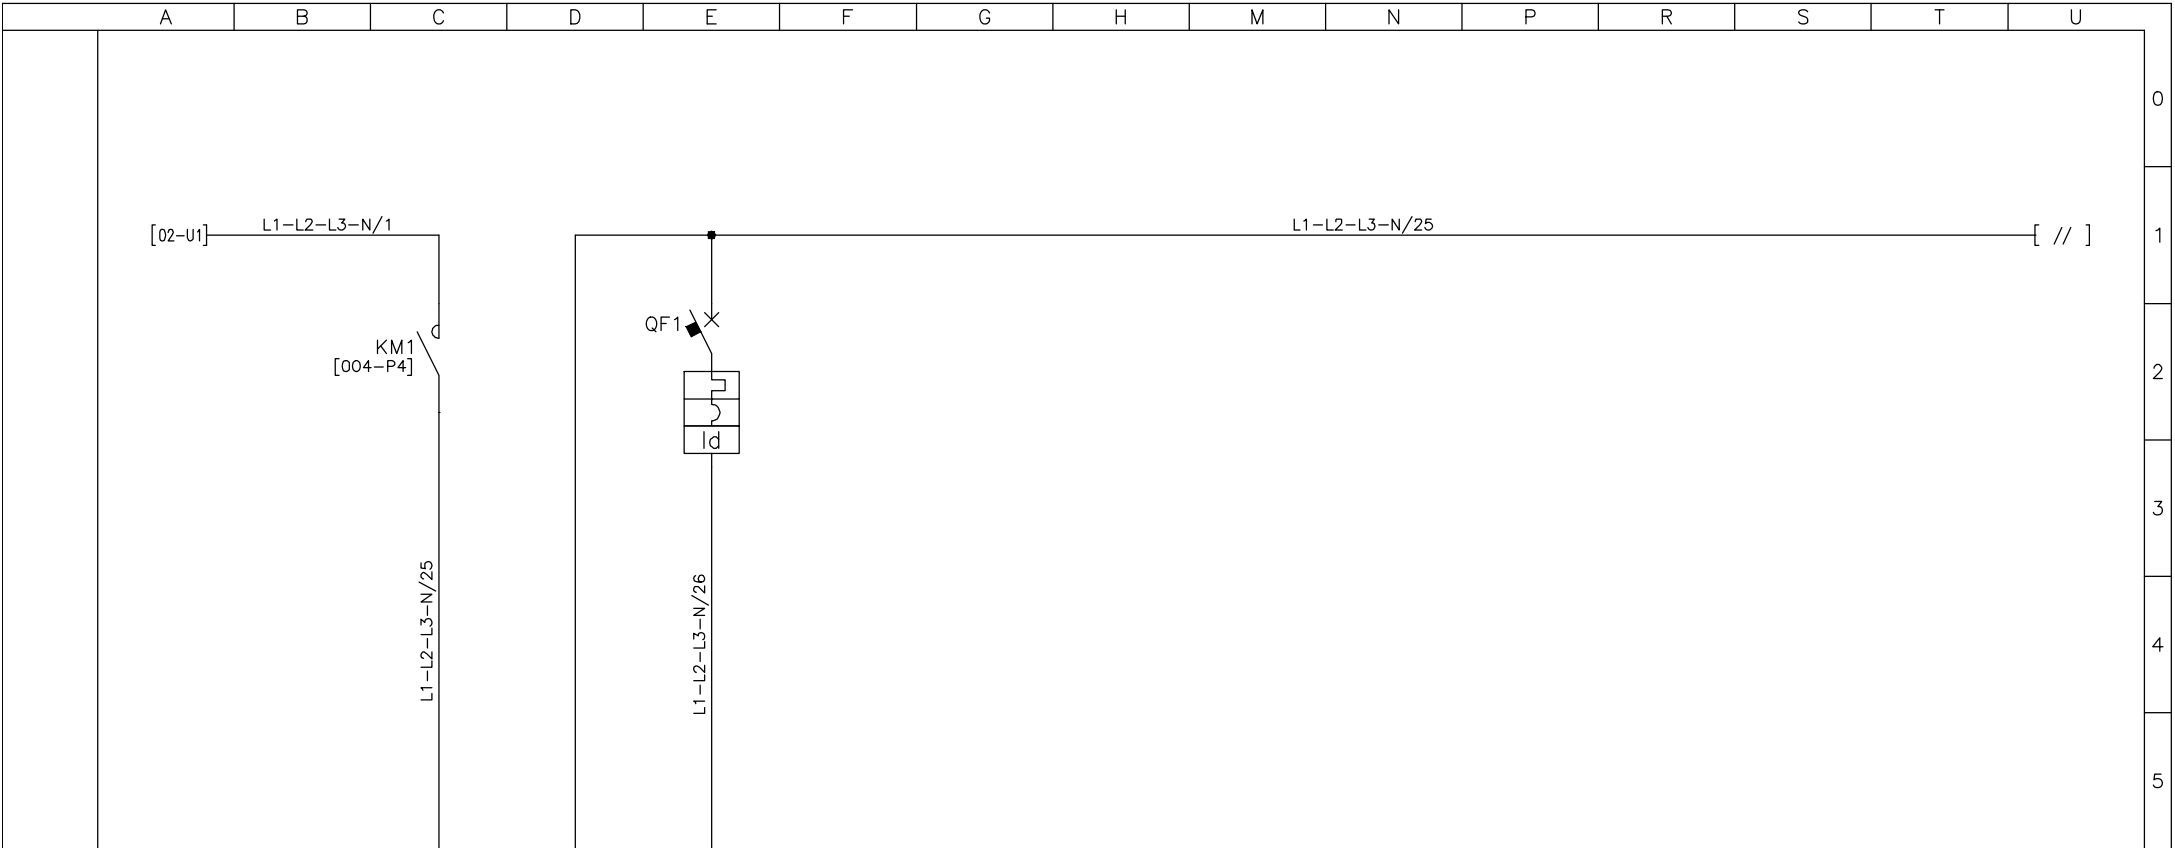 A B C D E F G H M N P R S T U
0
[02-U1] L1-L2-L3-N/1 L1-L2-L3-N/25 [ // ] 1
QF1
KM1
[004-P4] 2
Id
3
L1-L2-L3-N/25
L1-L2-L3-N/26
4
5